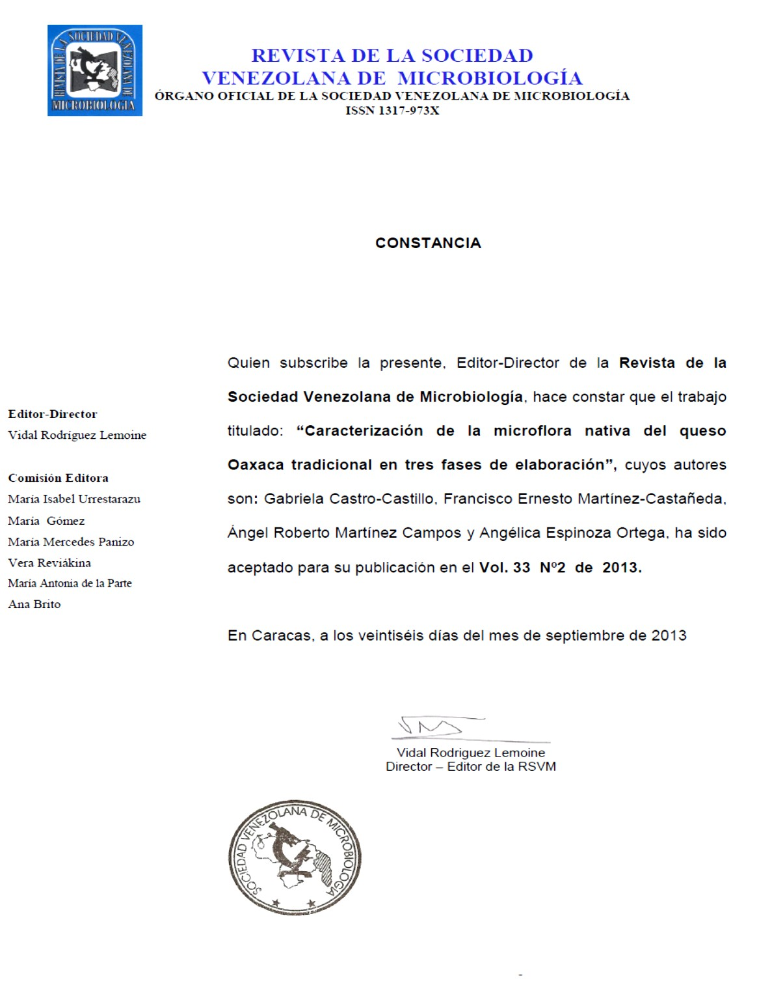 REVISTA DE LA SOCIEDAD VENEZOLANA DE
MICROBIOLOGÍA
REVISTA DE LA SOCIEDAD
VENEZOLANA DE MICROBIOLOGÍA
ÓRGANO OFICIAL DE LA SOCIEDAD VENEZOLANA DE MICROBIOLOGÍA
ISSN 1317-973X
CONSTANCIA
Editor-Director
Vidal Rodríguez Lemoine
Comisión Editora
María Isabel Urrestarazu
María Gómez
María Mercedes Panizo
Vera Reviákina
María Antonia de la Parte
Ana Brito
Quien subscribe la presente, Editor-Director de la Revista de la
Sociedad Venezolana de Microbiología, hace constar que el trabajo
titulado: “Caracterización de la microflora nativa del queso
Oaxaca tradicional en tres fases de elaboración”, cuyos autores
son: Gabriela Castro-Castillo, Francisco Ernesto Martínez-Castañeda,
Ángel Roberto Martínez Campos y Angélica Espinoza Ortega, ha sido
aceptado para su publicación en el Vol. 33 Nº2 de 2013.
En Caracas, a los veintiséis días del mes de septiembre de 2013
Vidal Rodriguez Lemoine
Director – Editor de la RSVM
SOCIEDAD VENEZOLANA DE MICROBIOLOGÍA